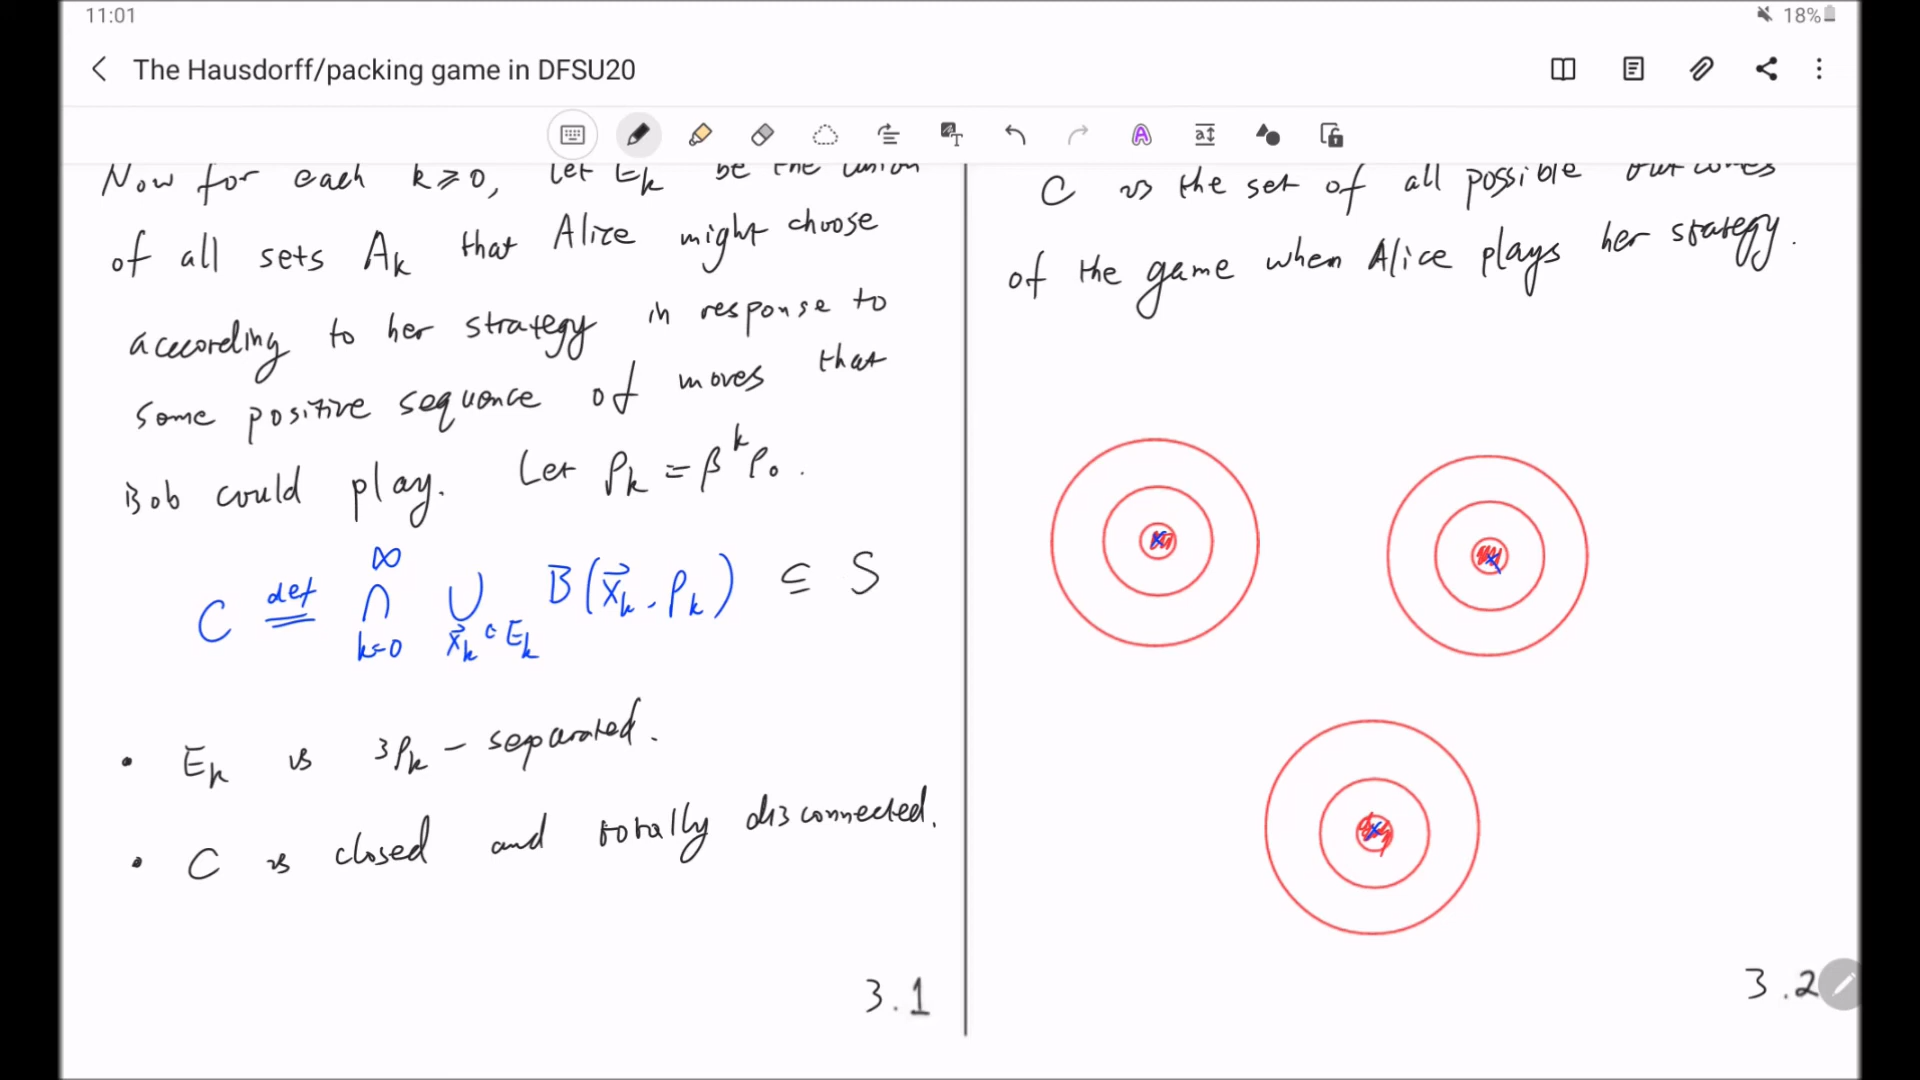 11:01
18%
The Hausdorff/packing game in DFSU20
Now for each k ⩾ 0, let E_k be the union
of all sets A_k that Alice might choose
according to her strategy in response to
some positive sequence of moves that
Bob could play. Let ρ_k = β^k ρ_0.
C \overset{def}{=} ⋂_{k=0}^{∞} ⋃_{\vec{x}_k ∈ E_k} B(\vec{x}_k, ρ_k) ⊆ S
• E_k is 3ρ_k - separated.
• C is closed and totally disconnected.
3.1
C is the set of all possible outcomes
of the game when Alice plays her stategy.
3.2